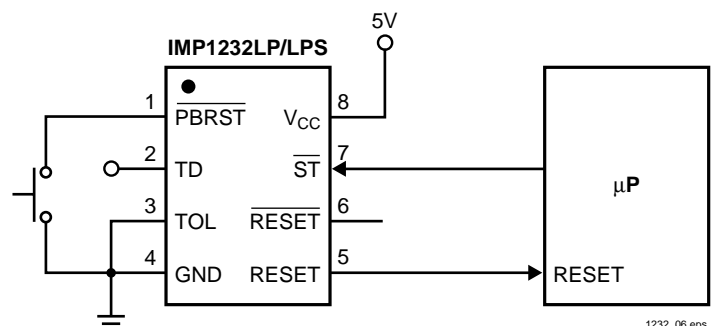 5V
IMP1232LP/LPS
1 PBRST VCC 8
2 TD ST 7
μP
3 TOL RESET 6
4 GND RESET 5 RESET
1232_06.eps